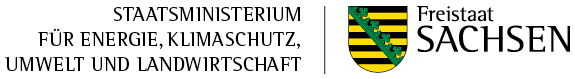 STAATSMINISTERIUM
FÜR ENERGIE, KLIMASCHUTZ,
UMWELT UND LANDWIRTSCHAFT
Freistaat
SACHSEN